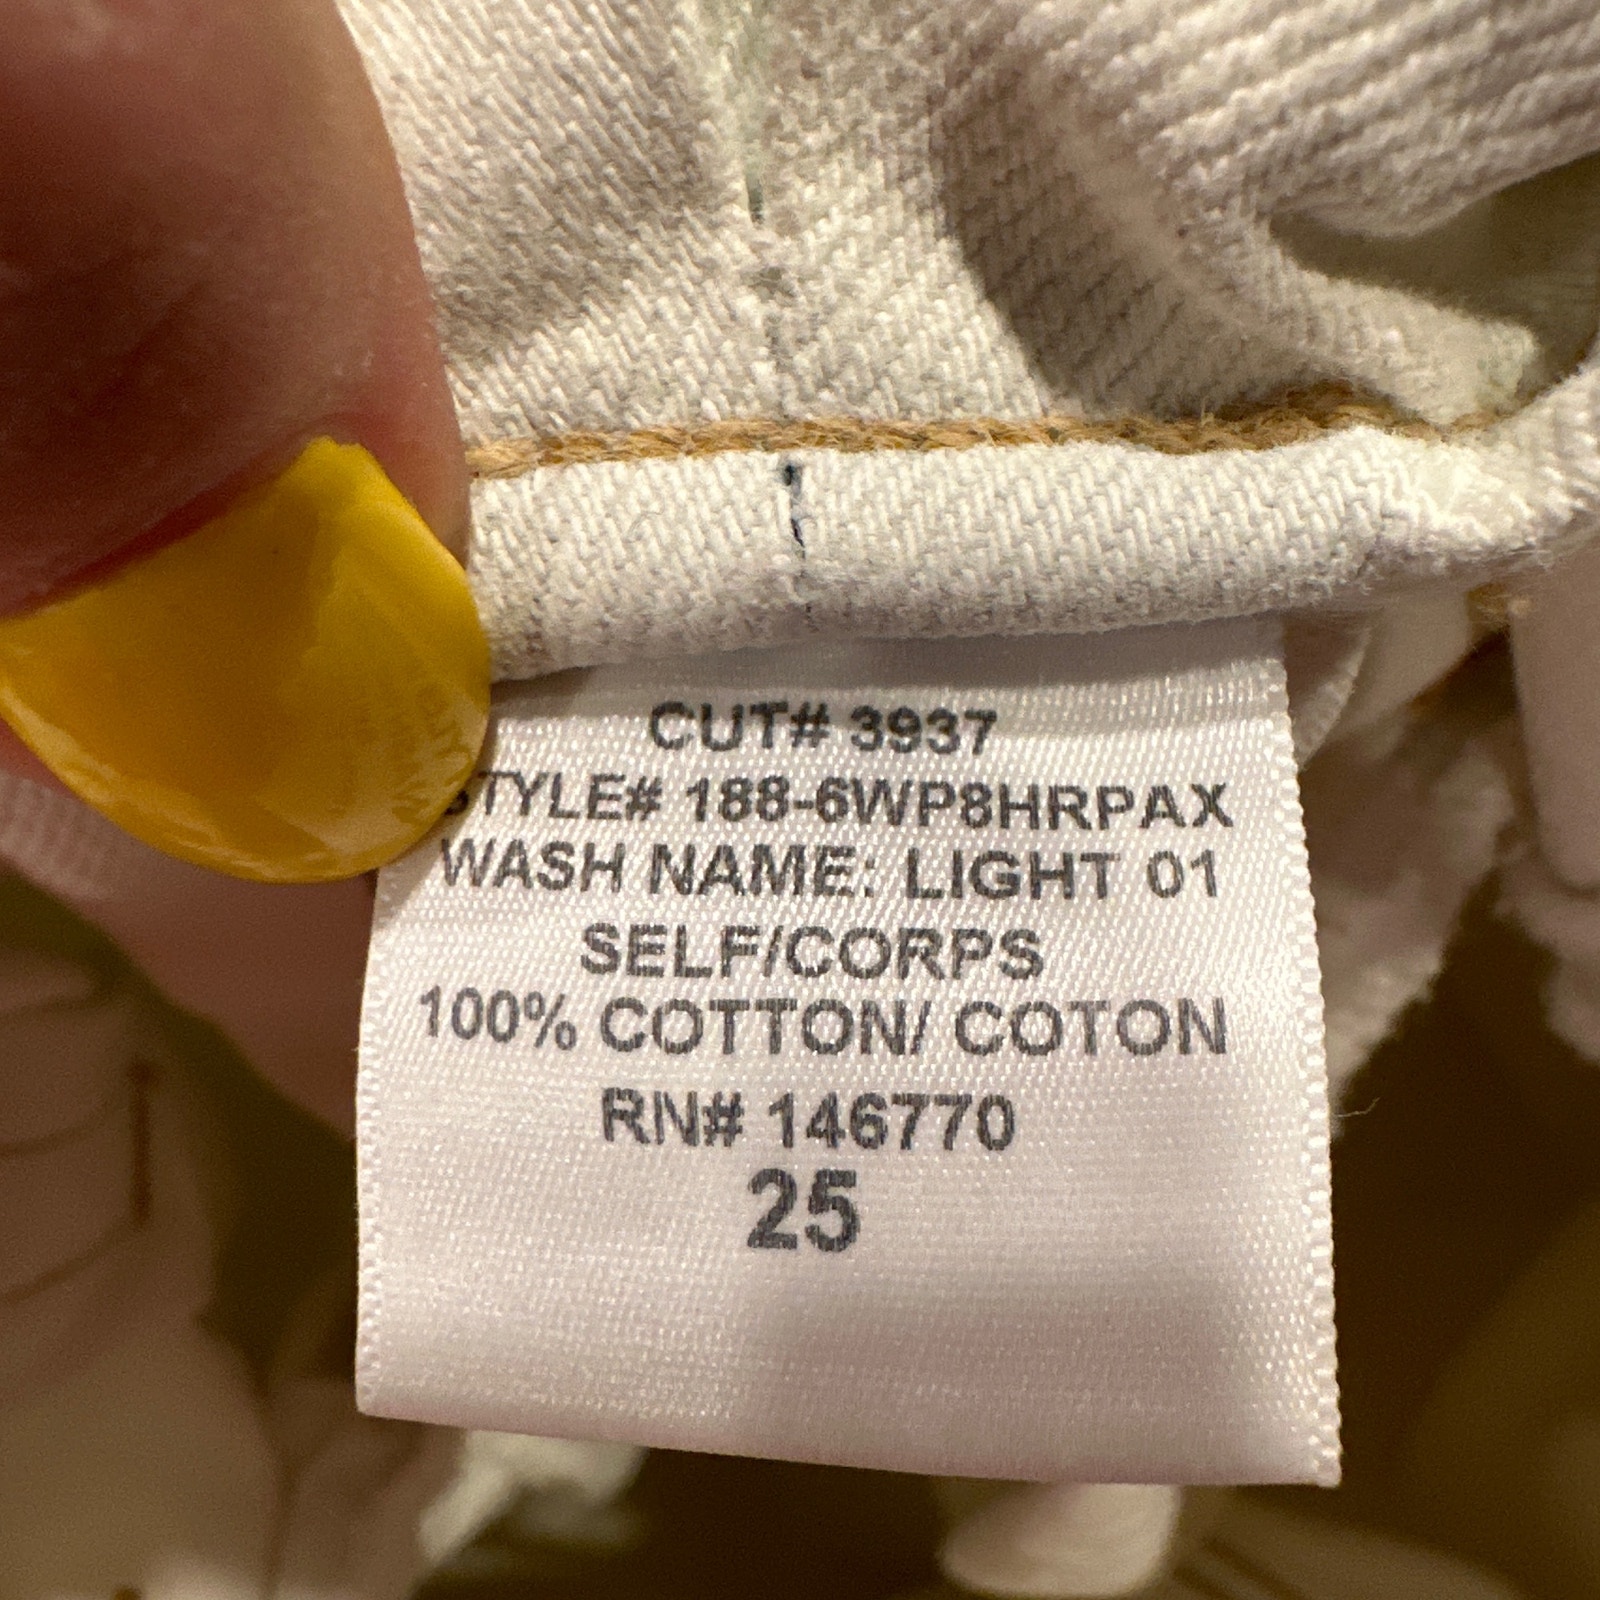 CUT# 3937
STYLE# 188-6WP8HRPAX
WASH NAME: LIGHT 01
SELF/CORPS
100% COTTON/ COTON
RN# 146770
25